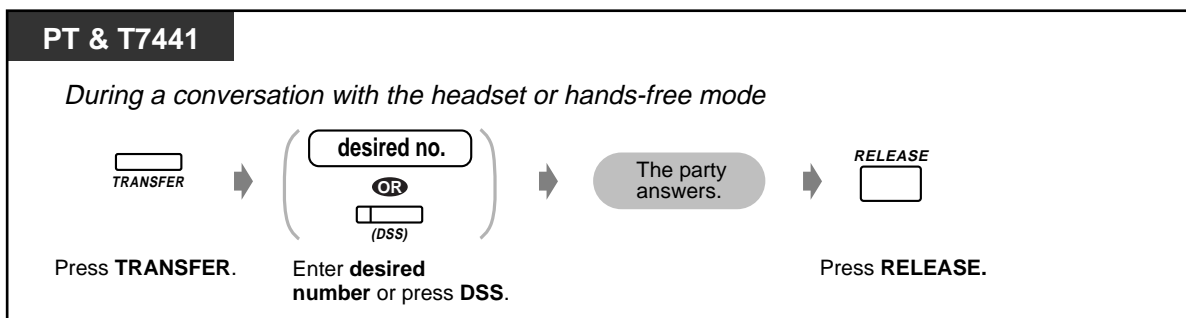 PT & T7441
During a conversation with the headset or hands-free mode
TRANSFER
desired no.
OR
(DSS)
The party
answers.
RELEASE
Press TRANSFER.
Enter desired
number or press DSS.
Press RELEASE.